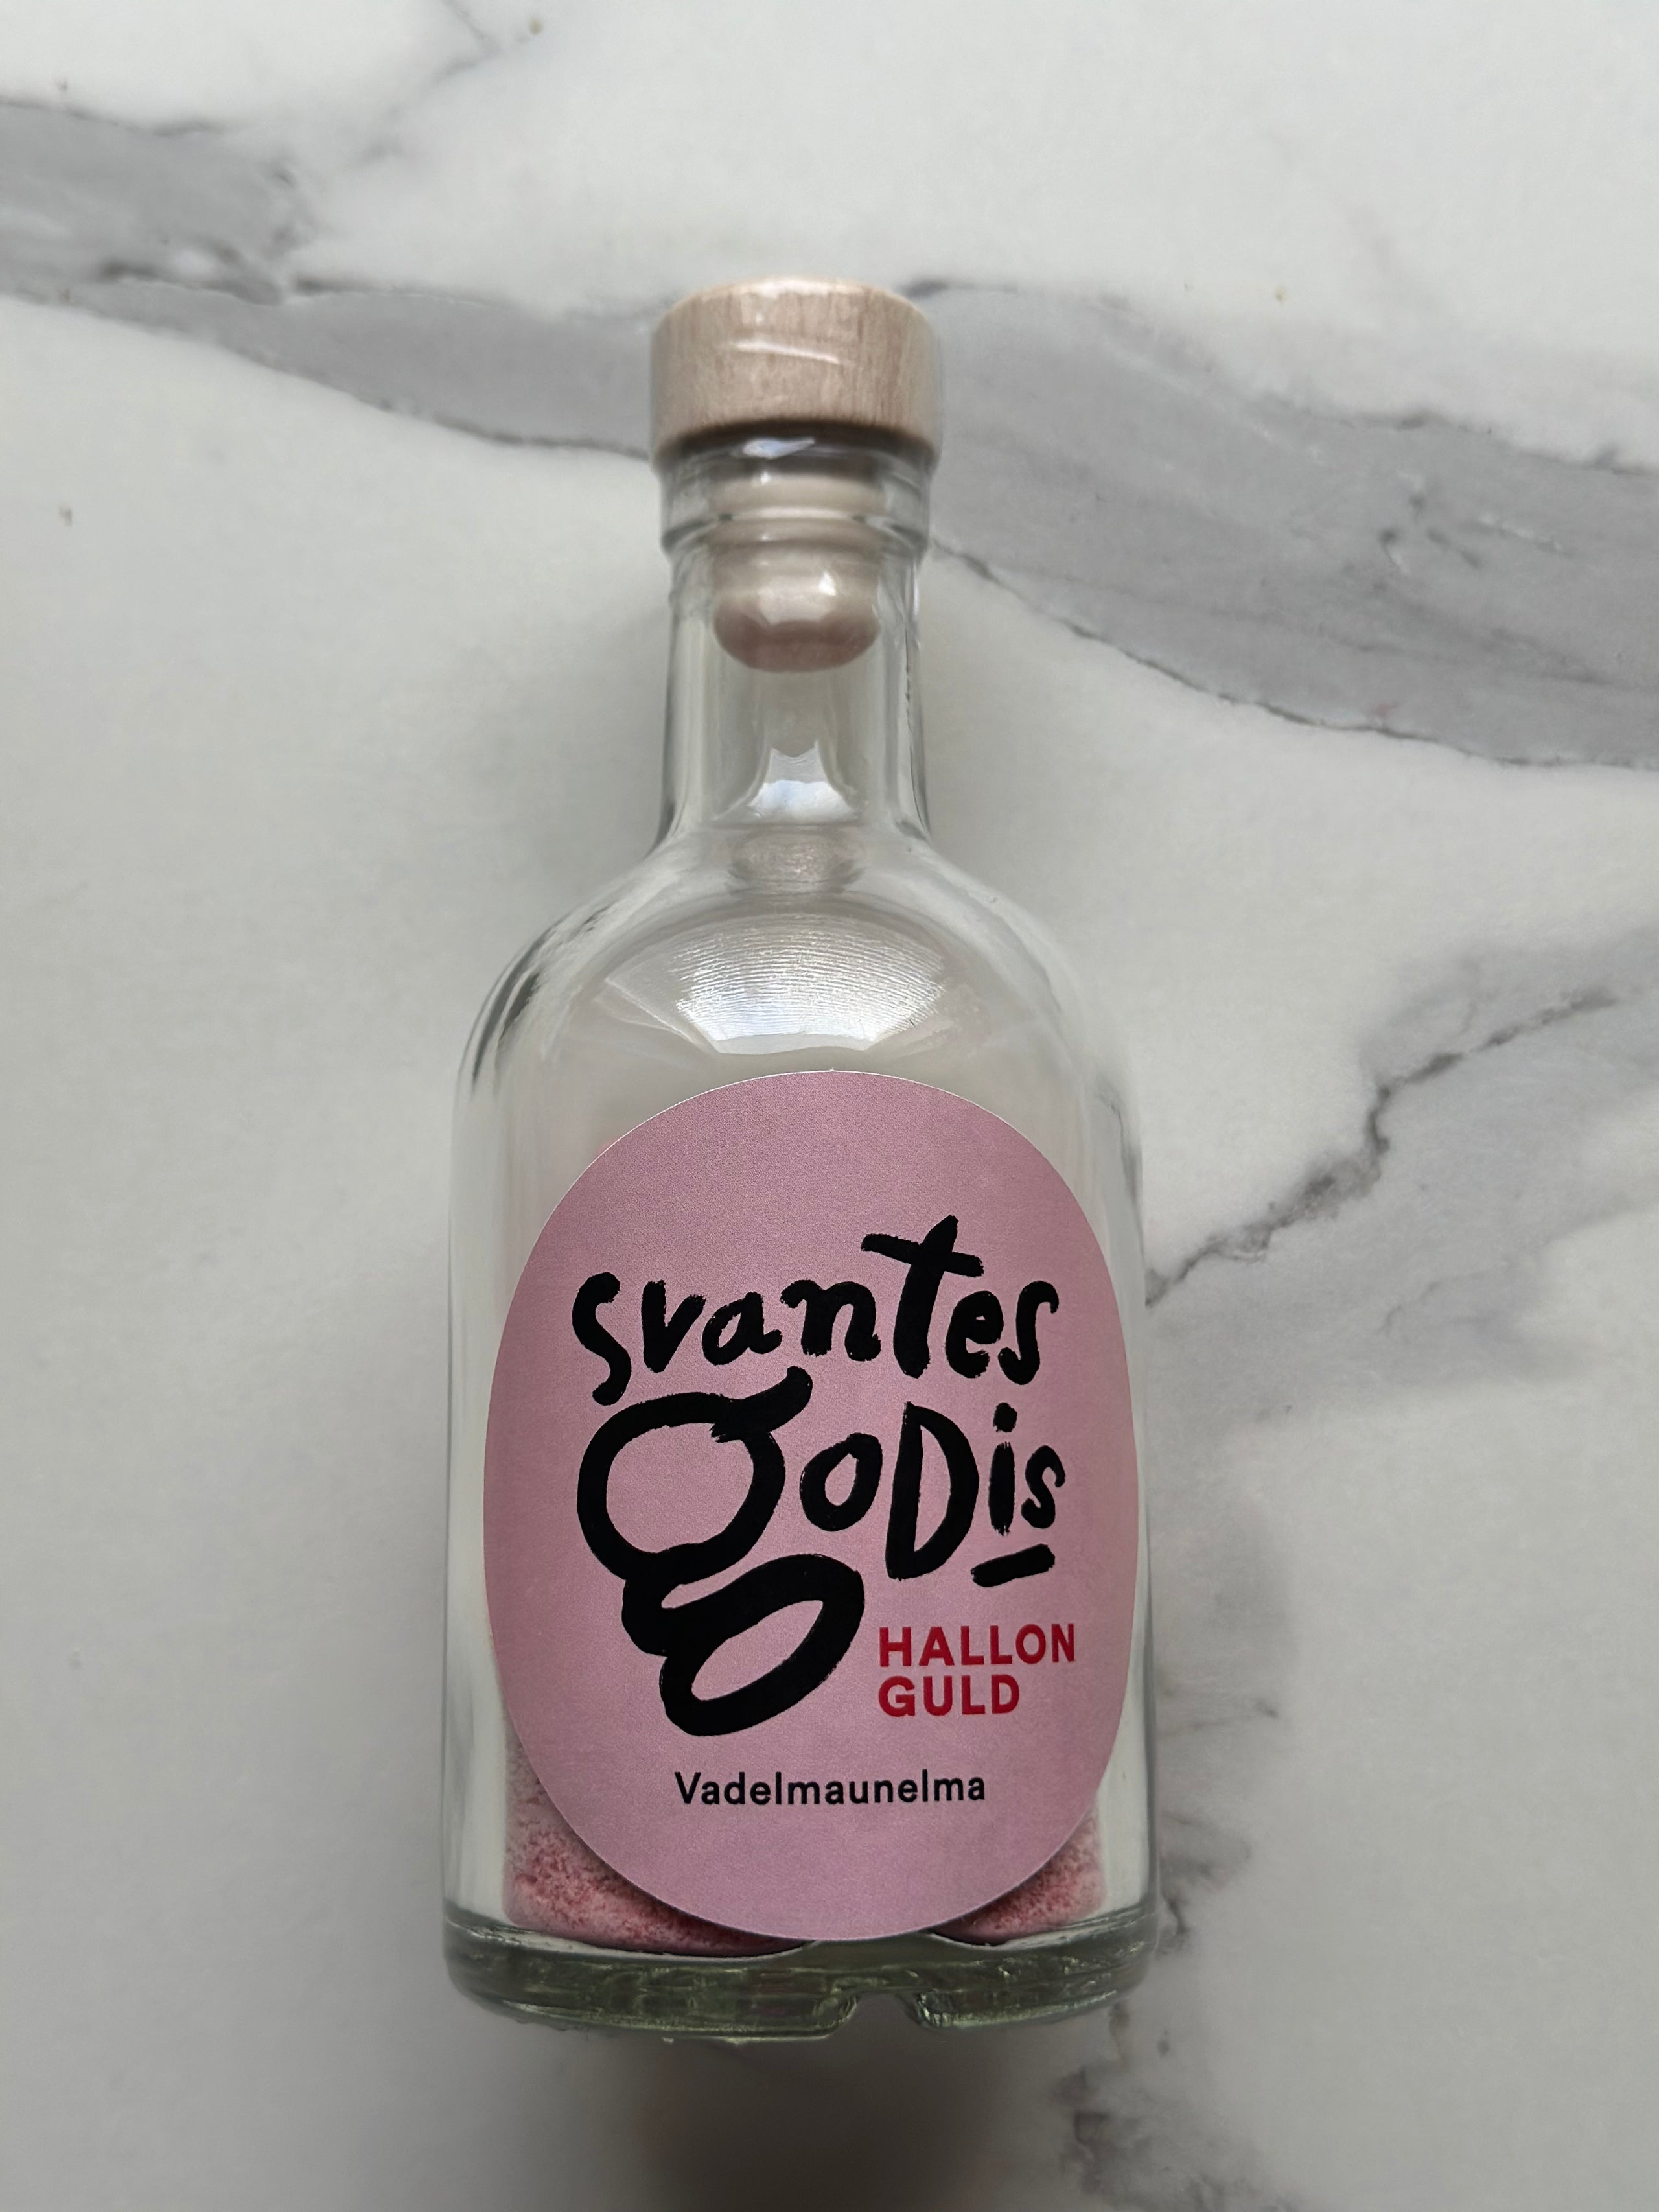 svantes
goDis
HALLON
GULD
Vadelmaunelma